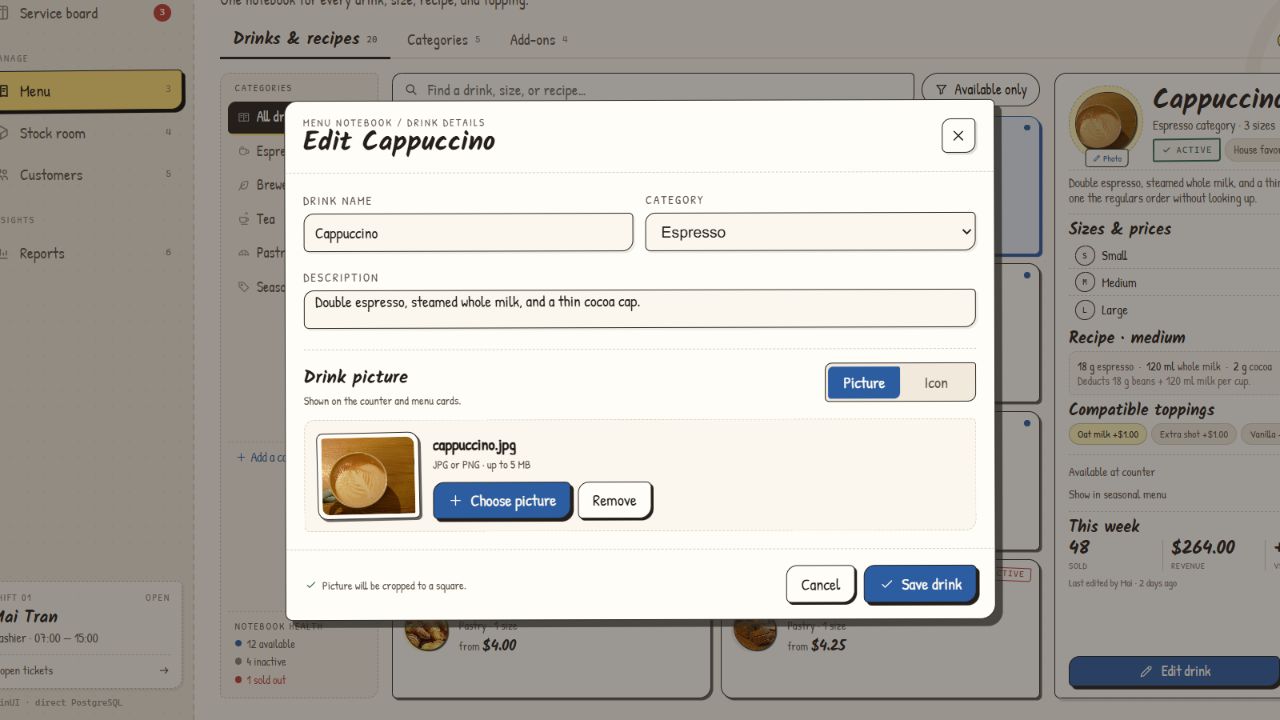 One notebook for every drink, size, recipe, and topping.
Service board 3
Drinks & recipes 20 Categories 5 Add-ons 4
Menu 3
Stock room 4
Customers 5
Reports 6
SHIFT 01 OPEN
Mai Tran
07:00 — 15:00
open tickets
direct PostgreSQL
CATEGORIES
Tea
+ Add a
NOTEBOOK HEALTH
12 available
4 inactive
1 sold out
Find a drink, size, or recipe...
Available only
MENU NOTEBOOK / DRINK DETAILS
Edit Cappuccino
DRINK NAME
Cappuccino
CATEGORY
Espresso
DESCRIPTION
Double espresso, steamed whole milk, and a thin cocoa cap.
Drink picture
Shown on the counter and menu cards.
Picture Icon
cappuccino.jpg
JPG or PNG · up to 5 MB
+ Choose picture
Remove
Picture will be cropped to a square.
Cancel
Save drink
Pastry · 1 size
from $4.00
Pastry · 1 size
from $4.25
Cappuccino
Espresso category · 3 sizes
ACTIVE
Photo
Double espresso, steamed whole milk, and a
one the regulars order without looking up.
Sizes & prices
S Small
M Medium
L Large
Recipe · medium
18 g espresso · 120 ml whole milk · 2 g cocoa
Deducts 18 g beans + 120 ml milk per cup.
Compatible toppings
Oat milk +$1.00 Extra shot +$1.00 Vanilla
Available at counter
Show in seasonal menu
This week
48 $264.00
SOLD REVENUE
Last edited by Mai · 2 days ago
Edit drink